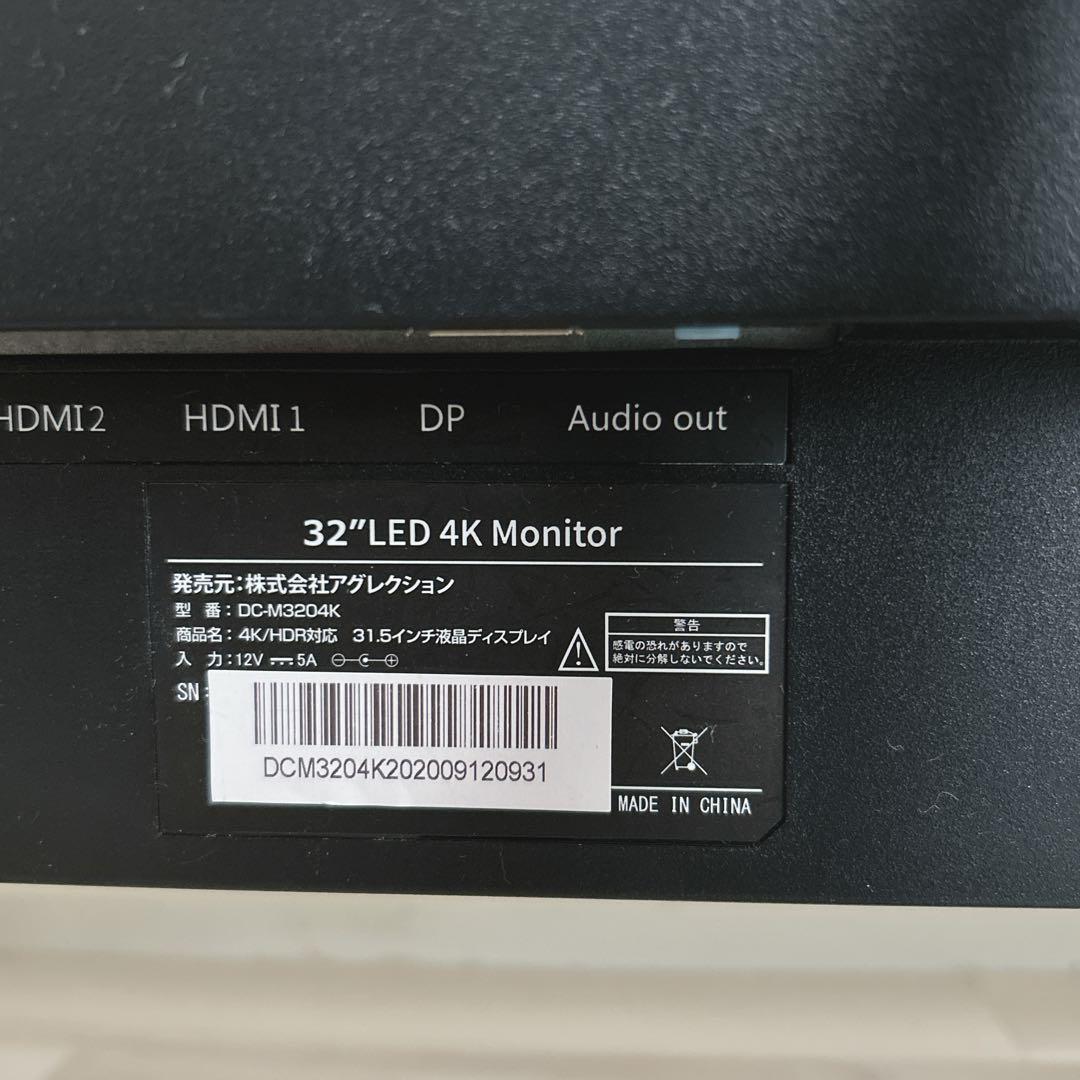 HDMI2 HDMI 1 DP Audio out
32"LED 4K Monitor
発売元:株式会社アグレクション
型 番:DC-M3204K
商品名:4K/HDR対応 31.5インチ液晶ディスプレイ
入 力:12V ⎓ 5A
警告
感電の恐れがありますので
絶対に分解しないでください。
SN:
DCM3204K202009120931
MADE IN CHINA